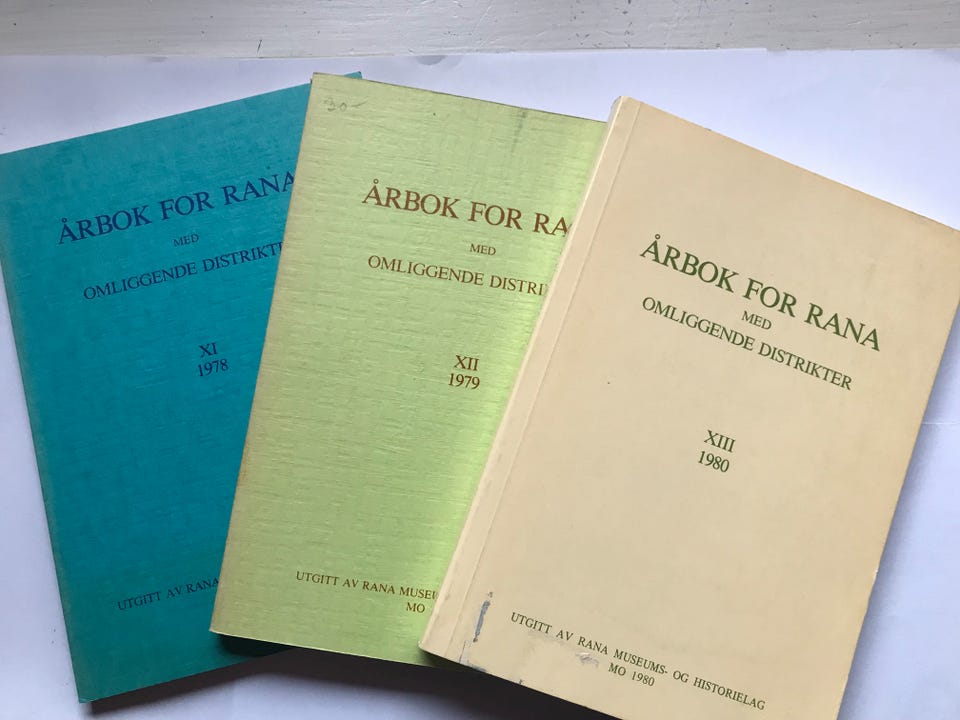 ÅRBOK FOR RANA
MED
OMLIGGENDE DISTRIKTE
XI
1978
UTGITT AV RANA
30-
ÅRBOK FOR RA
MED
OMLIGGENDE DISTRI
XII
1979
UTGITT AV RANA MUSEU
MO
ÅRBOK FOR RANA
MED
OMLIGGENDE DISTRIKTER
XIII
1980
UTGITT AV RANA MUSEUMS- OG HISTORIELAG
MO 1980